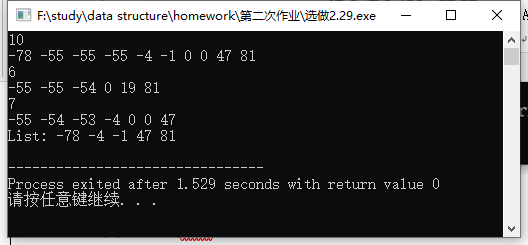 F:\study\data structure\homework\第二次作业\选做2.29.exe
10
-78 -55 -55 -55 -4 -1 0 0 47 81
6
-55 -55 -54 0 19 81
7
-55 -54 -53 -4 0 0 47
List: -78 -4 -1 47 81
--------------------------------
Process exited after 1.529 seconds with return value 0
请按任意键继续. . .